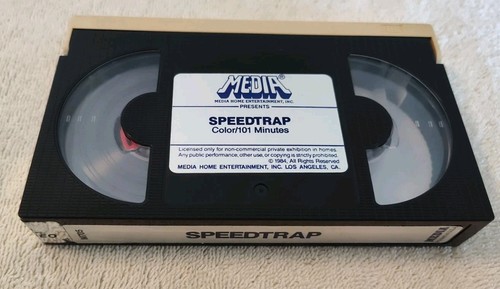 MEDIA®
MEDIA HOME ENTERTAINMENT, INC.
PRESENTS
SPEEDTRAP
Color/101 Minutes
Licensed only for non-commercial private exhibition in homes.
Any public performance, other use, or copying is strictly prohibited.
© 1984, All Rights Reserved
MEDIA HOME ENTERTAINMENT, INC. LOS ANGELES, CA.
SPEEDTRAP
MEDIA